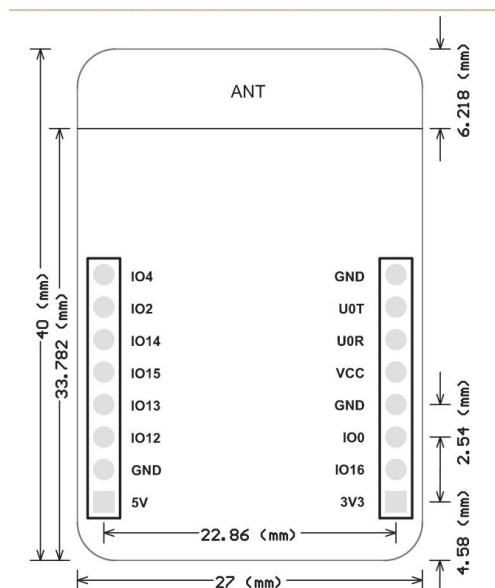 ANT
6.218 (mm)
40 (mm)
33.782 (mm)
IO4
IO2
IO14
IO15
IO13
IO12
GND
5V
GND
U0T
U0R
VCC
GND
IO0
IO16
3V3
2.54 (mm)
4.58 (mm)
22.86 (mm)
27 (mm)